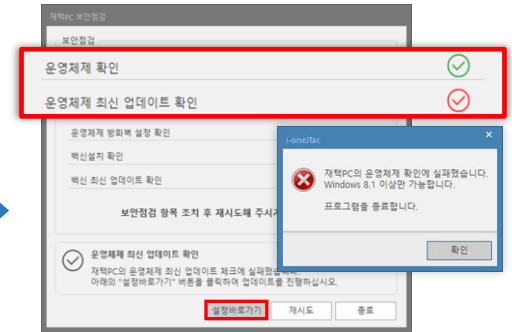 재택PC 보안점검
보안점검
운영체제 확인
운영체제 최신 업데이트 확인
운영체제 방화벽 설정 확인
백신설치 확인
백신 최신 업데이트 확인
보안점검 항목 조치 후 재시도해 주시
i-oneJTac
재택PC의 운영체제 확인에 실패했습니다.
Windows 8.1 이상만 가능합니다.
프로그램을 종료합니다.
확인
운영체제 최신 업데이트 확인
재택PC의 운영체제 최신 업데이트 체크에 실패했습니다.
아래의 "설정바로가기" 버튼을 클릭하여 업데이트를 진행하십시오.
설정바로가기
재시도
종료